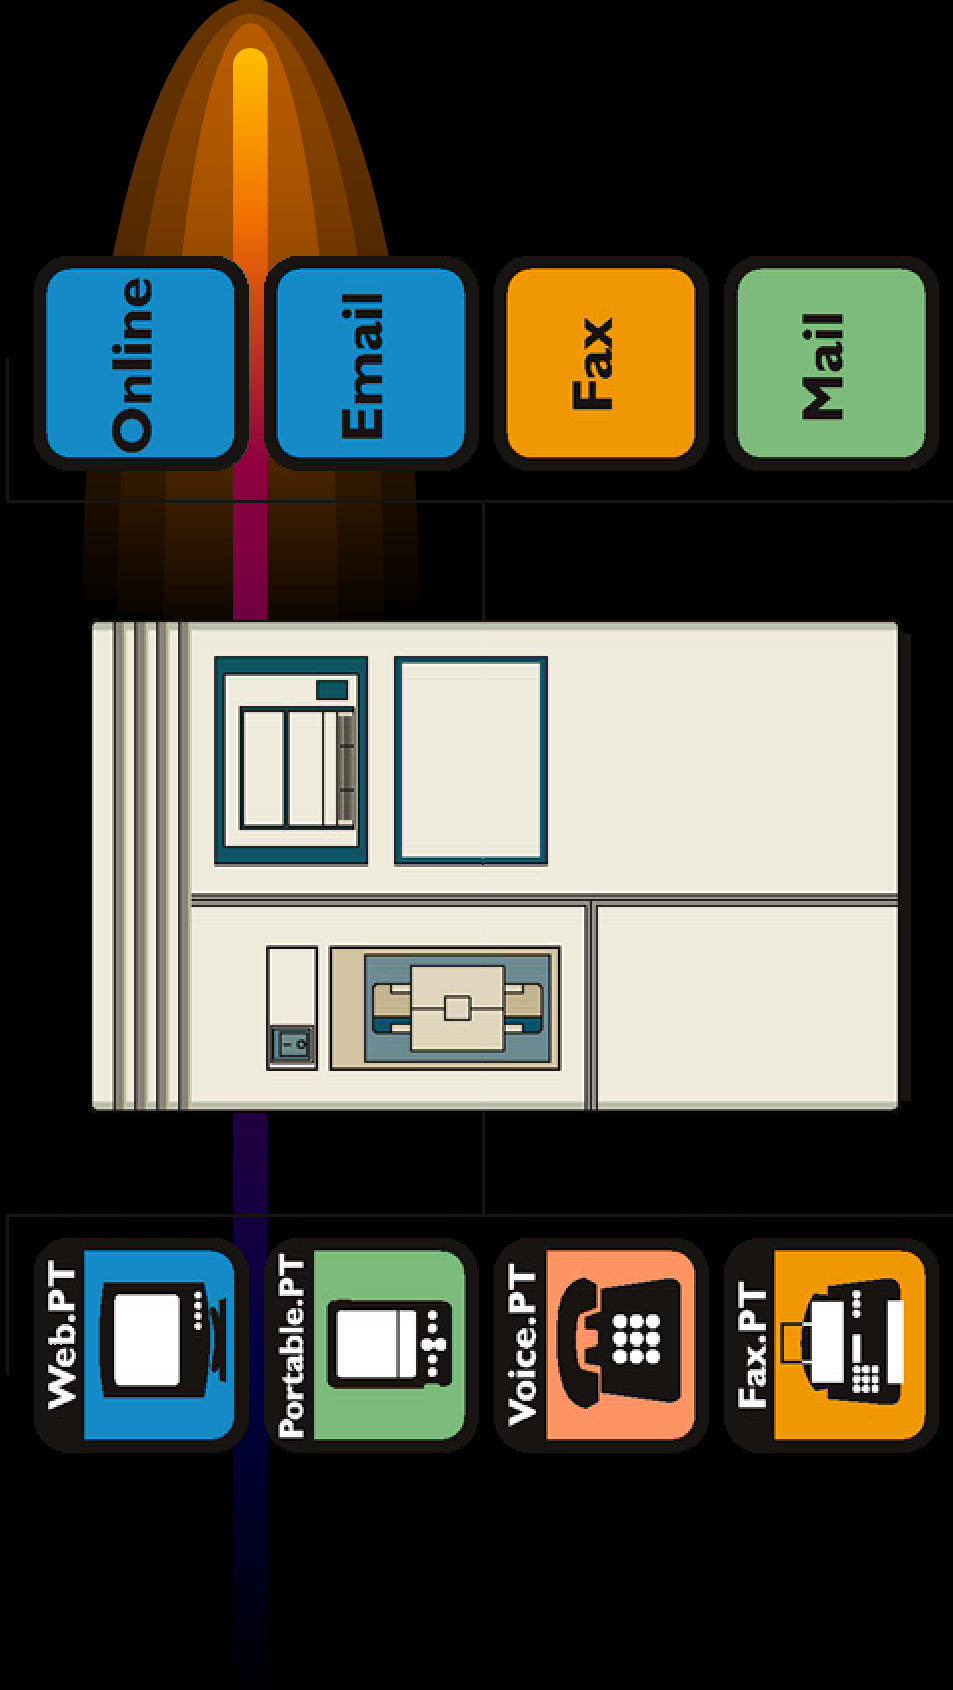 Online
Email
Fax
Mail
Web.PT
Portable.PT
Voice.PT
Fax.PT